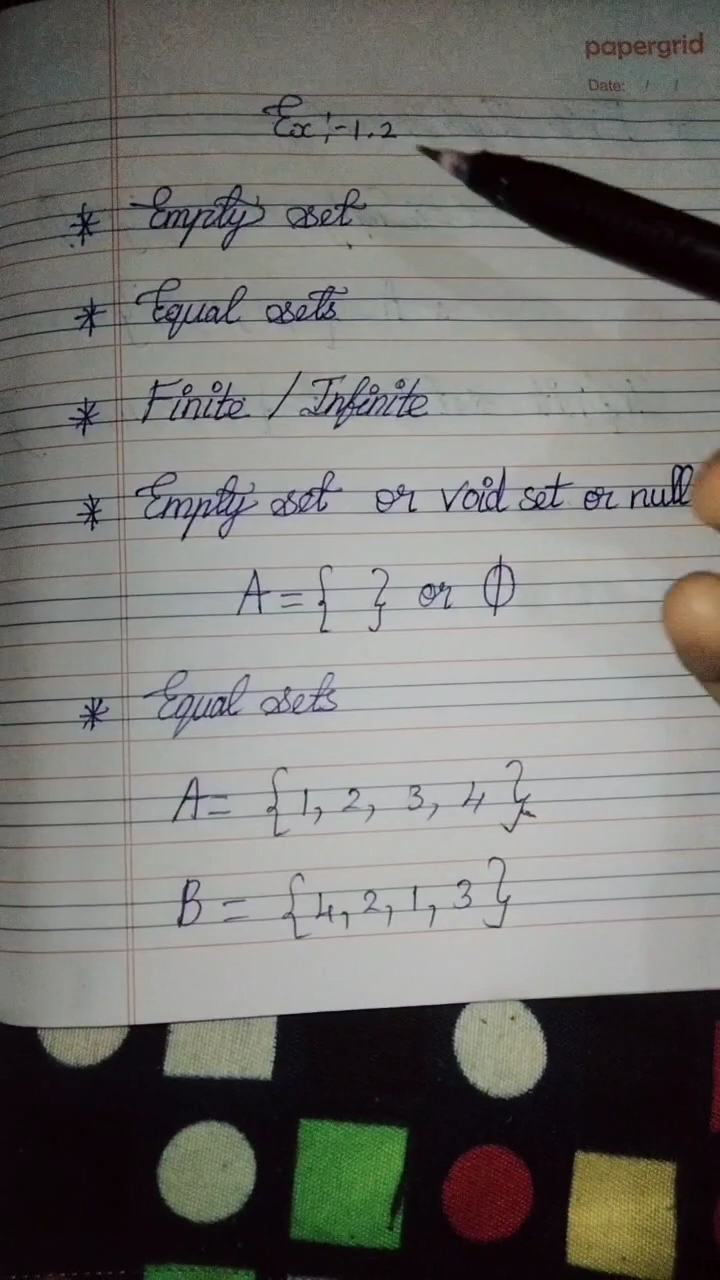 papergrid
Date: / /
Ex:-1.2
* Empty set
* Equal sets
* Finite / Infinite
* Empty set or void set or null
A = { } or Φ
* Equal sets
A = {1, 2, 3, 4}
B = {4, 2, 1, 3}